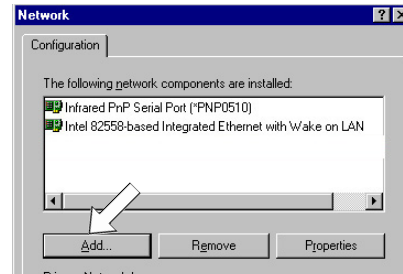 Network
Configuration
The following network components are installed:
Infrared PnP Serial Port (*PNP0510)
Intel 82558-based Integrated Ethernet with Wake on LAN
Add... Remove Properties